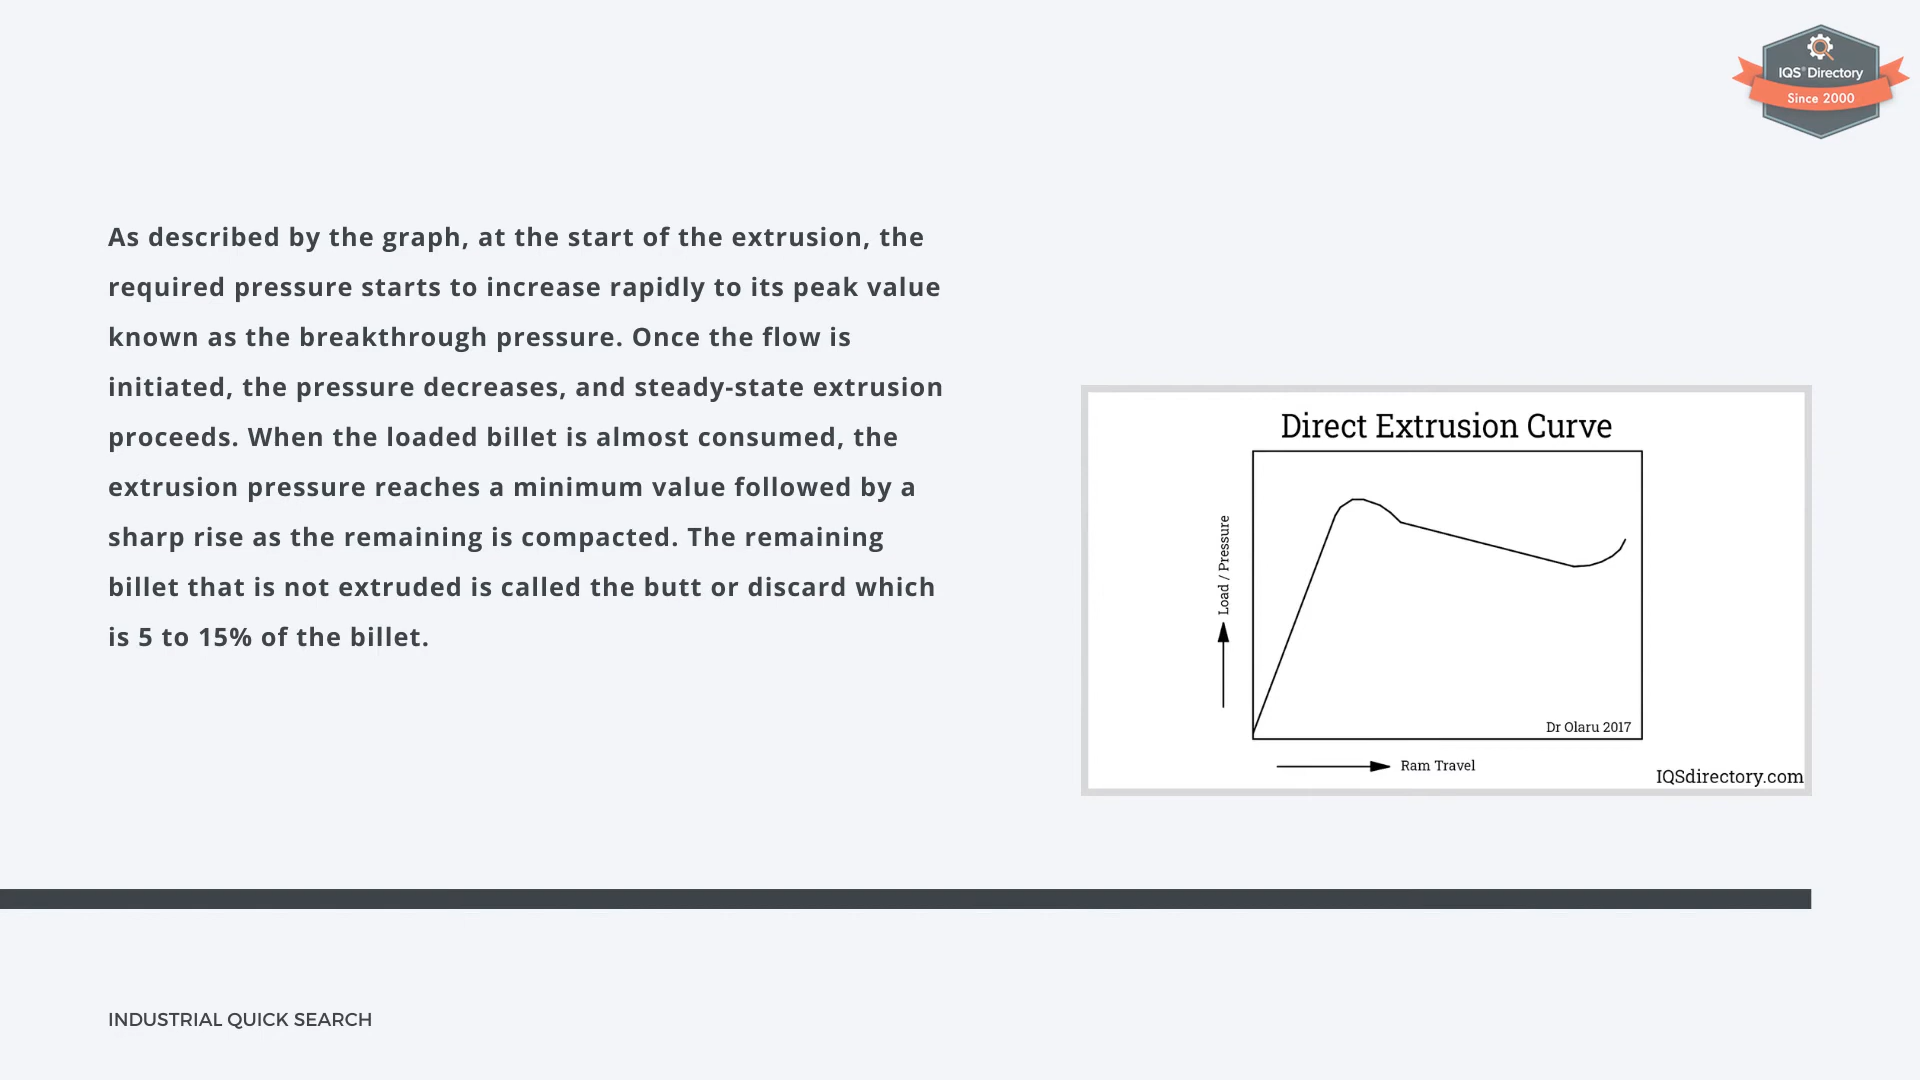 IQS® Directory
Since 2000
As described by the graph, at the start of the extrusion, the
required pressure starts to increase rapidly to its peak value
known as the breakthrough pressure. Once the flow is
initiated, the pressure decreases, and steady-state extrusion
proceeds. When the loaded billet is almost consumed, the
extrusion pressure reaches a minimum value followed by a
sharp rise as the remaining is compacted. The remaining
billet that is not extruded is called the butt or discard which
is 5 to 15% of the billet.
Direct Extrusion Curve
Load / Pressure
Dr Olaru 2017
Ram Travel
IQSdirectory.com
INDUSTRIAL QUICK SEARCH